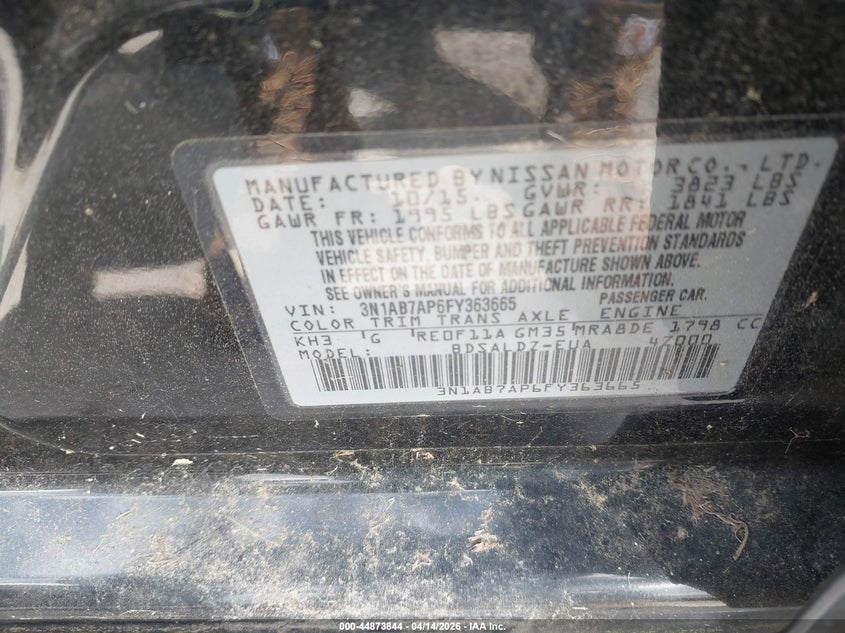 MANUFACTURED BY NISSAN MOTOR CO., LTD.
DATE: 10/15 GVWR: 3823 LBS
GAWR FR: 1995 LBS GAWR RR: 1841 LBS
THIS VEHICLE CONFORMS TO ALL APPLICABLE FEDERAL MOTOR
VEHICLE SAFETY, BUMPER AND THEFT PREVENTION STANDARDS
IN EFFECT ON THE DATE OF MANUFACTURE SHOWN ABOVE.
SEE OWNER'S MANUAL FOR ADDITIONAL INFORMATION.
VIN: 3N1AB7AP6FY363665 PASSENGER CAR.
COLOR TRIM TRANS AXLE ENGINE
KH3 G RE0F11A GM35 MRA8DE 1798 CC
MODEL: BDSALDZ-EUA 47000
3N1AB7AP6FY363665
000-44873844 - 04/14/2026 - IAA Inc.